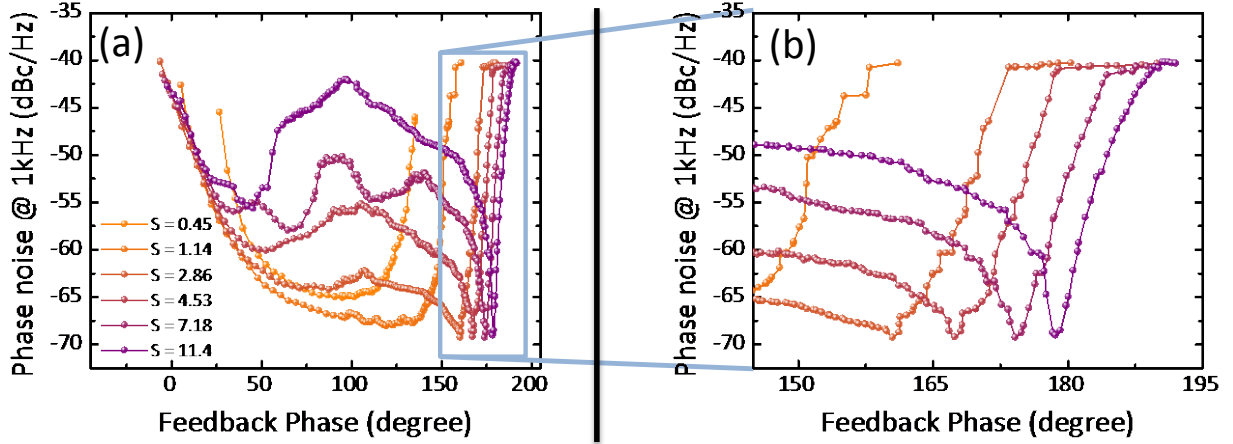 (a)
Phase noise @ 1kHz (dBc/Hz)
-35
-40
-45
-50
-55
-60
-65
-70
S = 0.45
S = 1.14
S = 2.86
S = 4.53
S = 7.18
S = 11.4
0
50
100
150
200
Feedback Phase (degree)
(b)
Phase noise @ 1kHz (dBc/Hz)
-35
-40
-45
-50
-55
-60
-65
-70
150
165
180
195
Feedback Phase (degree)